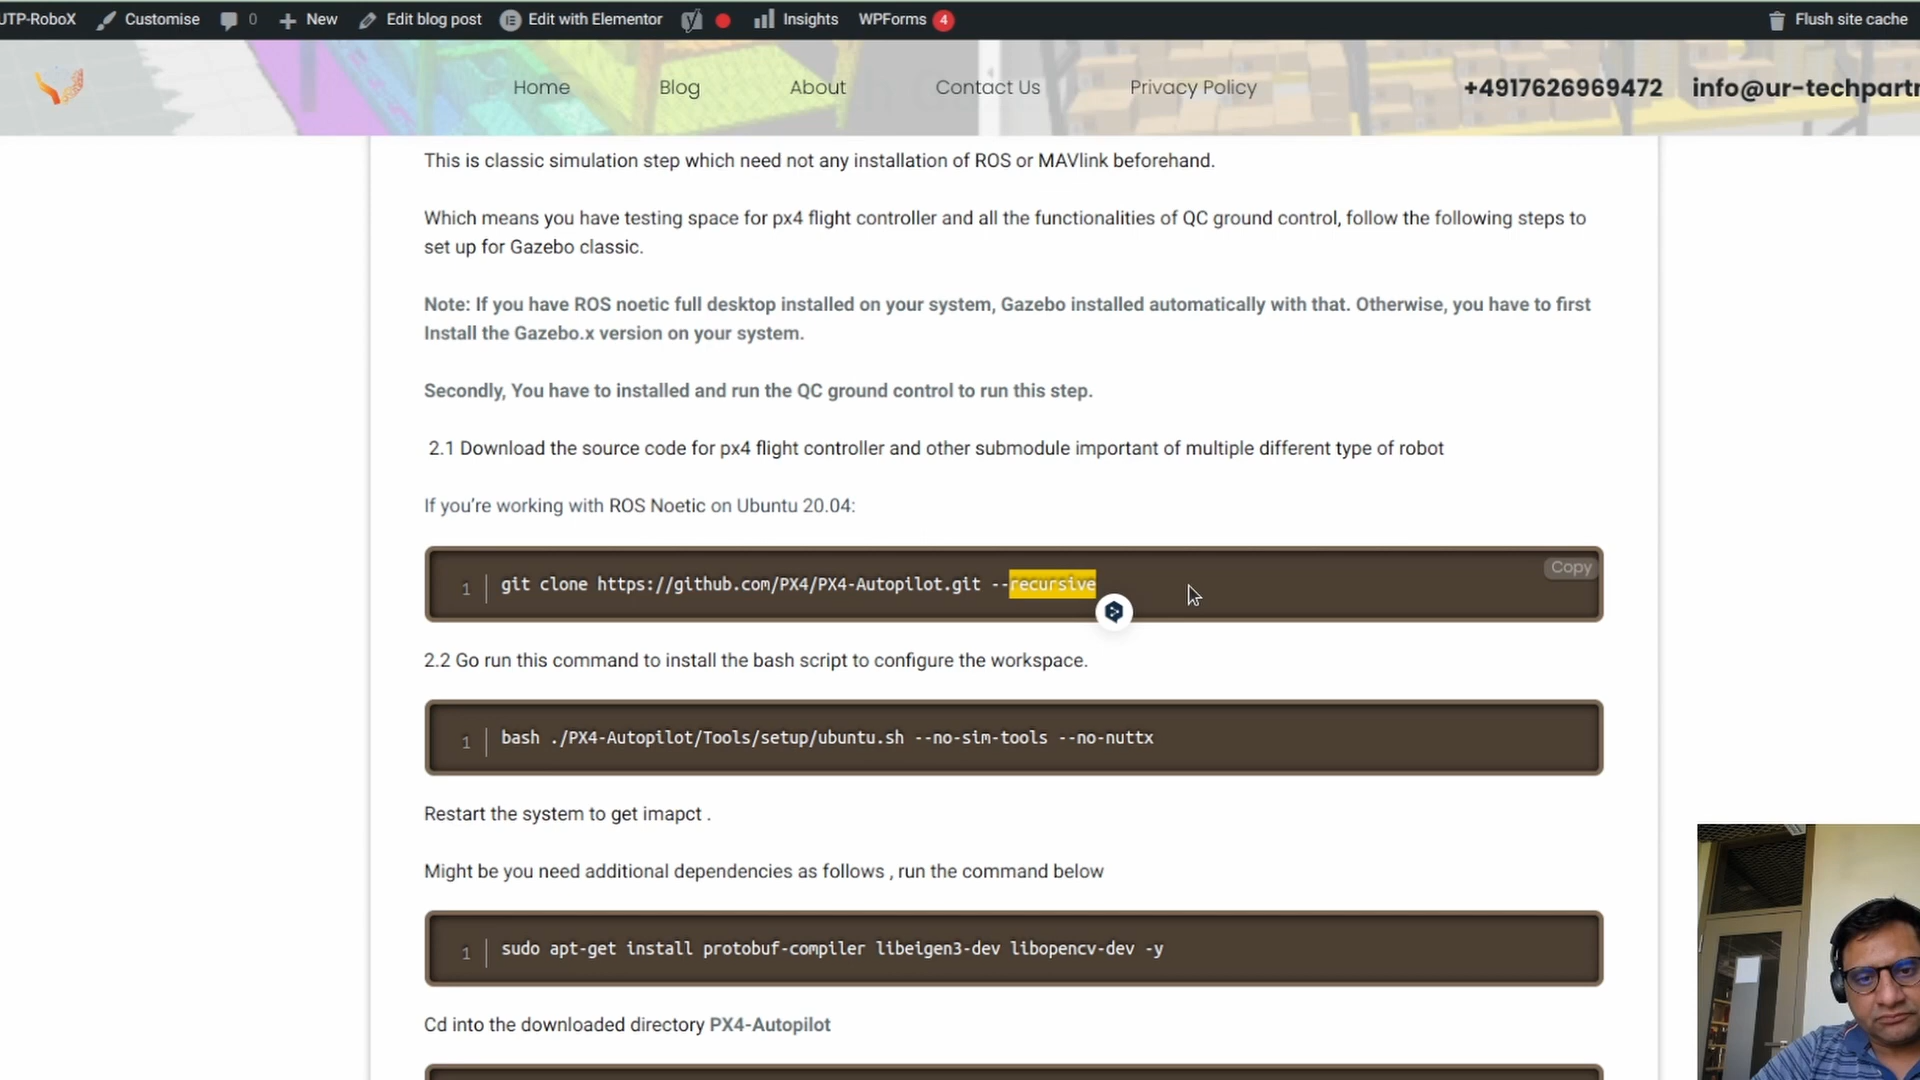 UTP-RoboX Customise 0 New Edit blog post Edit with Elementor Insights WPForms 4 Flush site cache
Home Blog About Contact Us Privacy Policy +4917626969472 info@ur-techpartn
This is classic simulation step which need not any installation of ROS or MAVlink beforehand.
Which means you have testing space for px4 flight controller and all the functionalities of QC ground control, follow the following steps to
set up for Gazebo classic.
Note: If you have ROS noetic full desktop installed on your system, Gazebo installed automatically with that. Otherwise, you have to first
Install the Gazebo.x version on your system.
Secondly, You have to installed and run the QC ground control to run this step.
2.1 Download the source code for px4 flight controller and other submodule important of multiple different type of robot
If you’re working with ROS Noetic on Ubuntu 20.04:
Copy
1 git clone https://github.com/PX4/PX4-Autopilot.git --recursive
2.2 Go run this command to install the bash script to configure the workspace.
1 bash ./PX4-Autopilot/Tools/setup/ubuntu.sh --no-sim-tools --no-nuttx
Restart the system to get imapct .
Might be you need additional dependencies as follows , run the command below
1 sudo apt-get install protobuf-compiler libeigen3-dev libopencv-dev -y
Cd into the downloaded directory PX4-Autopilot